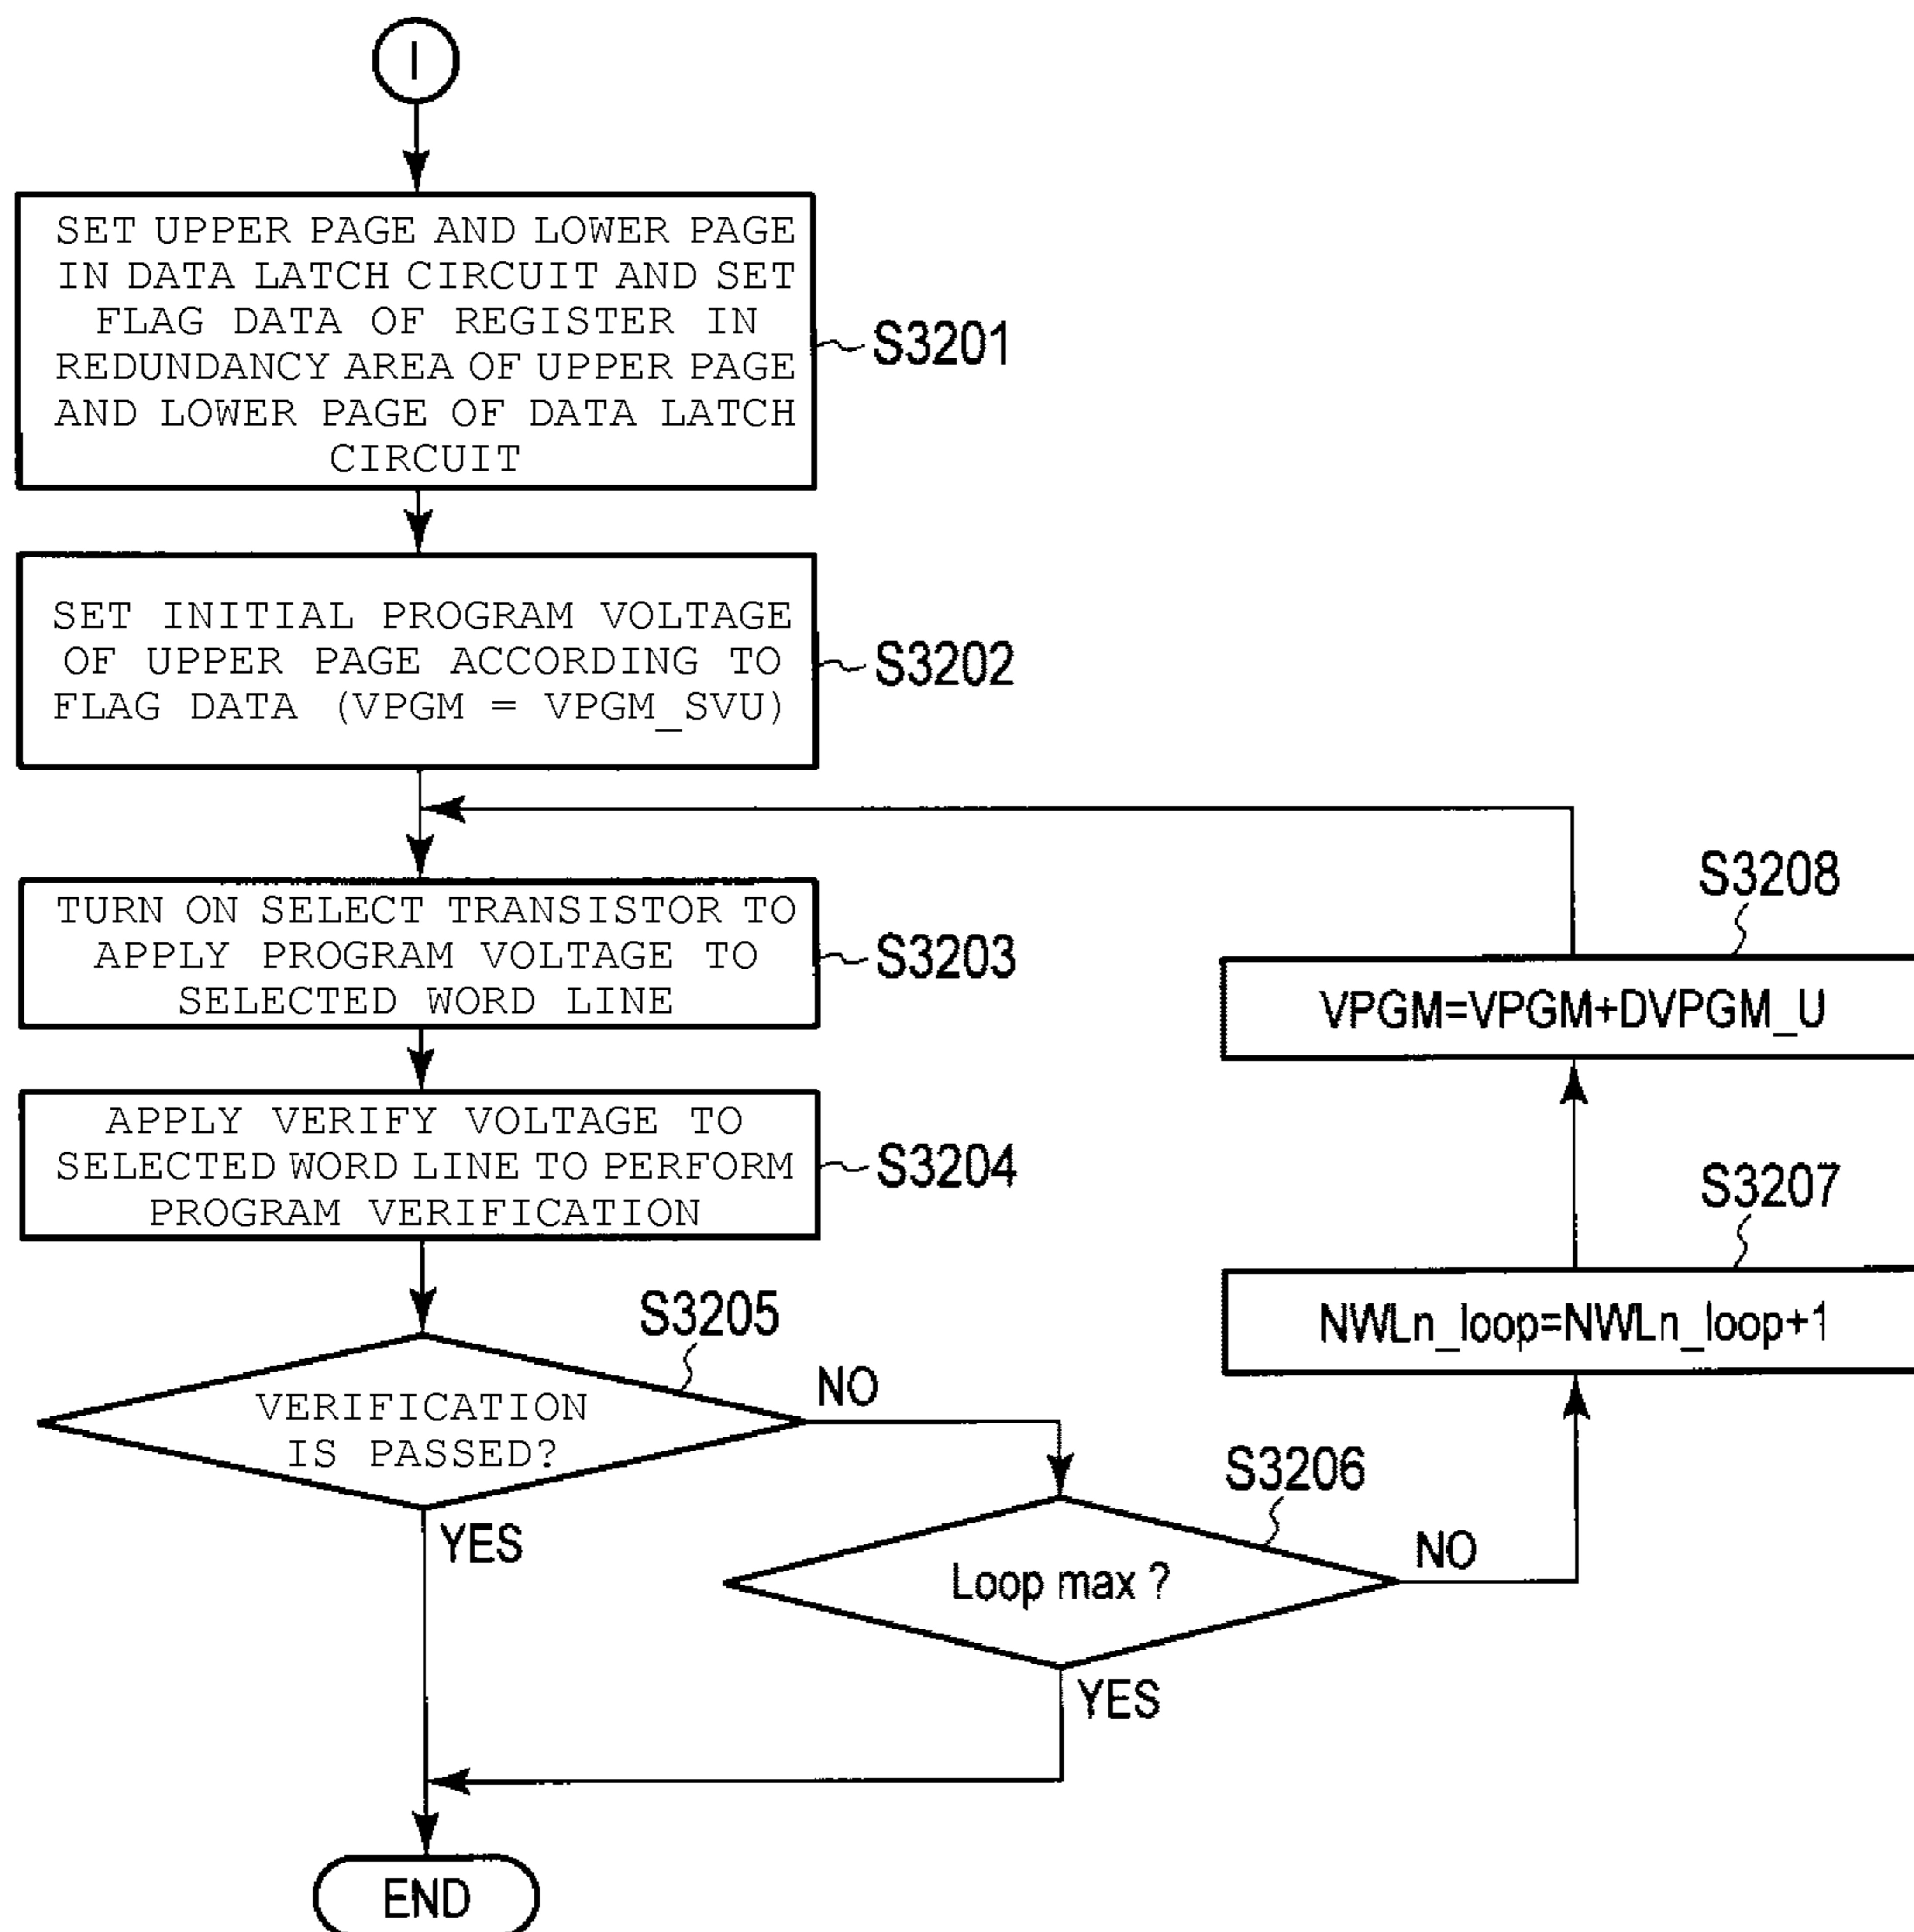 I
SET UPPER PAGE AND LOWER PAGE
IN DATA LATCH CIRCUIT AND SET
FLAG DATA OF REGISTER IN
REDUNDANCY AREA OF UPPER PAGE
AND LOWER PAGE OF DATA LATCH
CIRCUIT
S3201
SET INITIAL PROGRAM VOLTAGE
OF UPPER PAGE ACCORDING TO
FLAG DATA (VPGM = VPGM_SVU)
S3202
TURN ON SELECT TRANSISTOR TO
APPLY PROGRAM VOLTAGE TO
SELECTED WORD LINE
S3203
S3208
VPGM=VPGM+DVPGM_U
APPLY VERIFY VOLTAGE TO
SELECTED WORD LINE TO PERFORM
PROGRAM VERIFICATION
S3204
S3207
NWLn_loop=NWLn_loop+1
S3205
VERIFICATION
IS PASSED?
NO
YES
S3206
Loop max ?
NO
YES
END